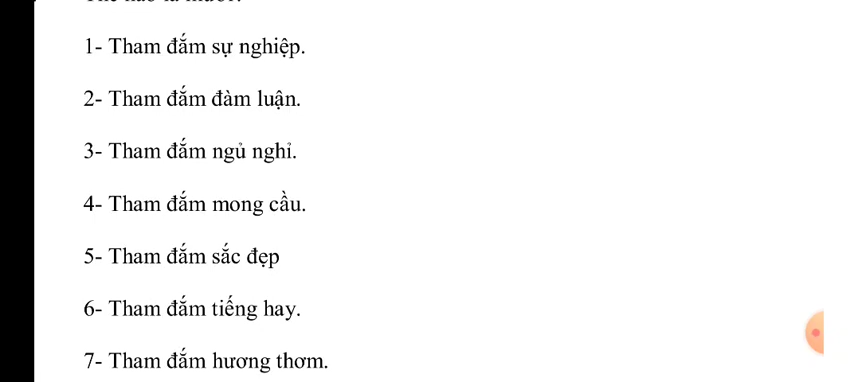 1- Tham đắm sự nghiệp.
2- Tham đắm đàm luận.
3- Tham đắm ngủ nghỉ.
4- Tham đắm mong cầu.
5- Tham đắm sắc đẹp
6- Tham đắm tiếng hay.
7- Tham đắm hương thơm.